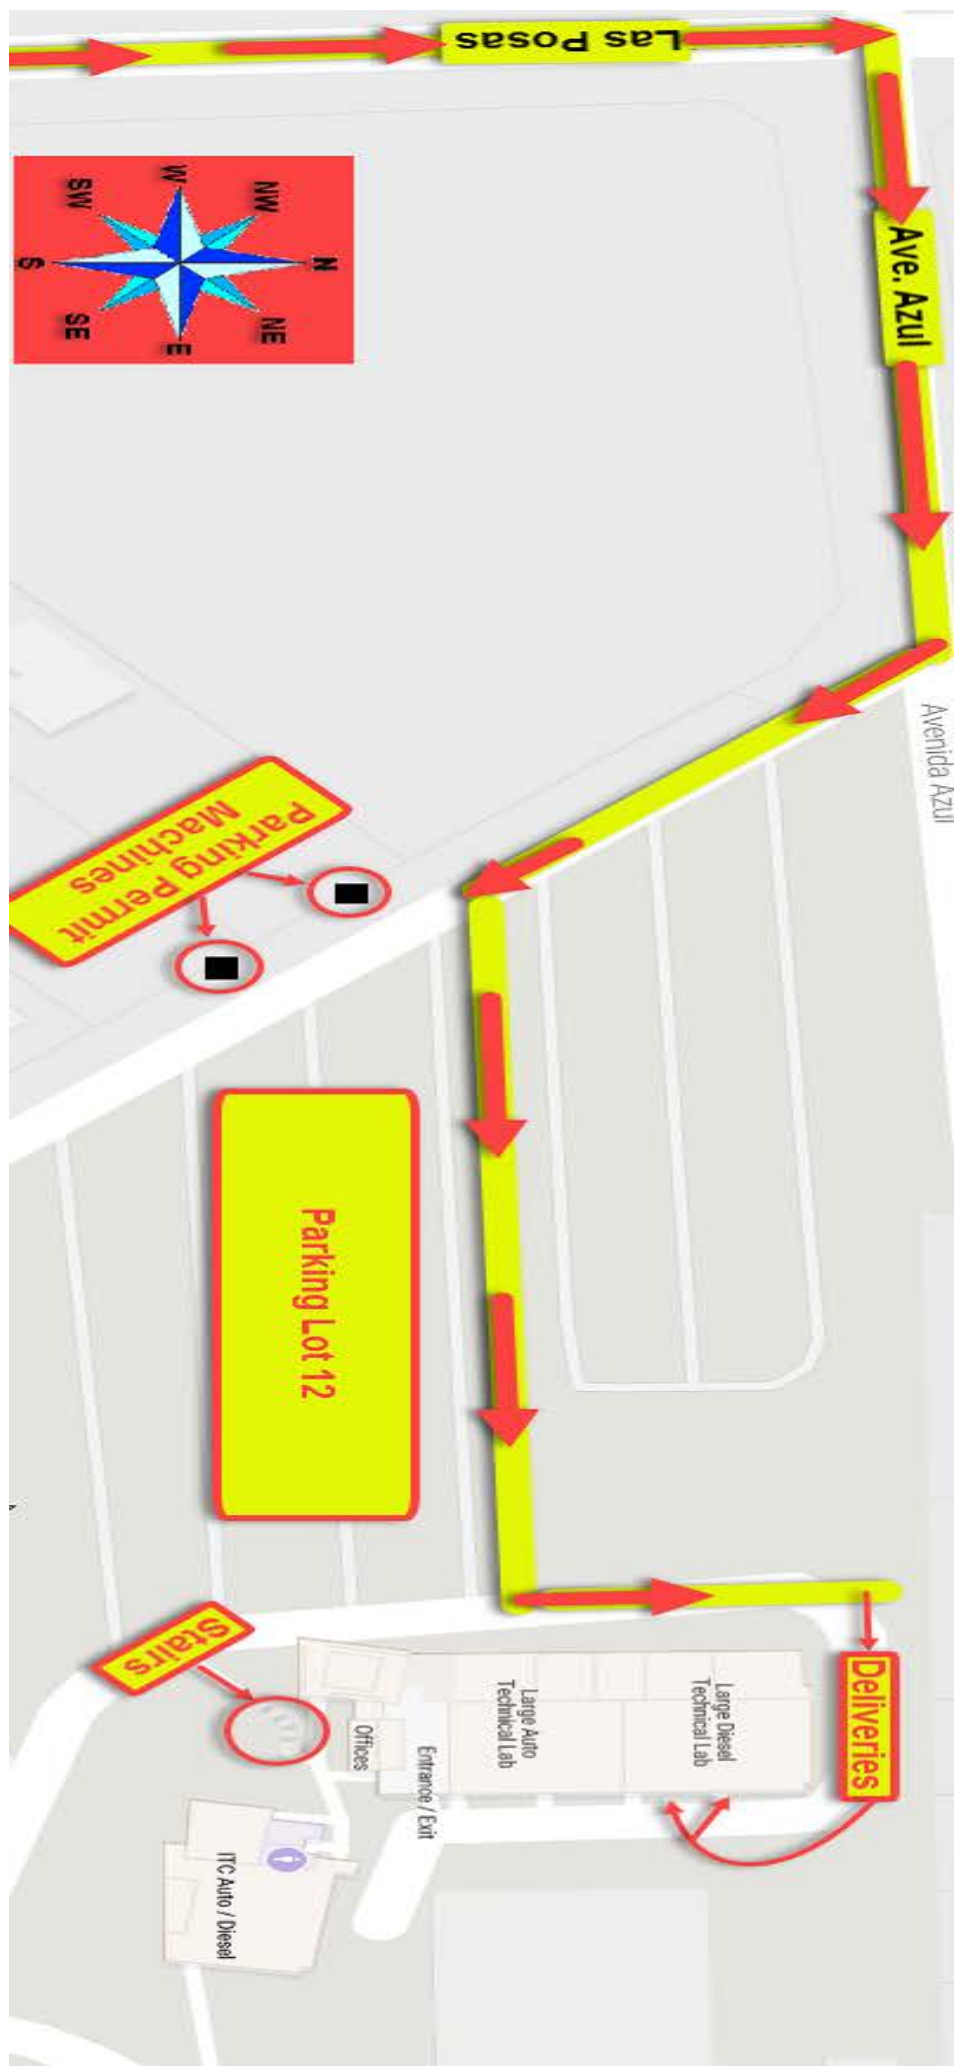 Las Posas
Ave. Azul
W
NW
SW
N
S
NE
SE
E
Avenida Azul
Parking Permit
Machines
Parking Lot 12
Stairs
Deliveries
Large Diesel
Technical Lab
Large Auto
Technical Lab
Offices
Entrance / Exit
ITC Auto / Diesel